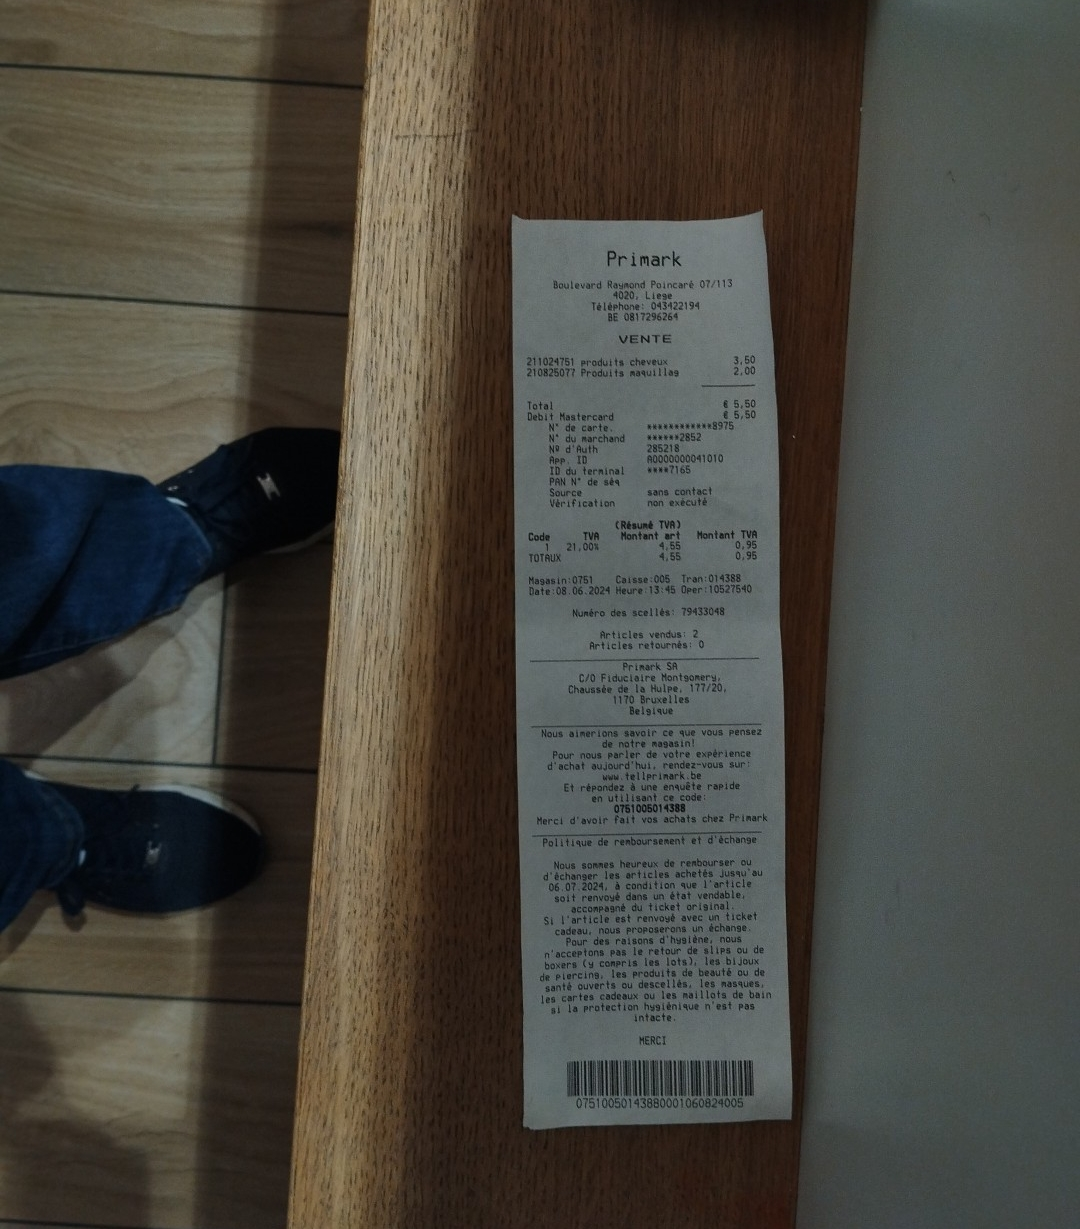 Primark
Boulevard Raymond Poincaré 07/113
4020, Liege
Téléphone: 043422194
BE 0817296264
VENTE
211024751 produits cheveux 3,50
210825077 Produits maquillag 2,00
Total € 5,50
Debit Mastercard € 5,50
N° de carte. ************8975
N° du marchand ******2852
Nº d'Auth 285218
App. ID A0000000041010
ID du terminal ****7165
PAN N° de séq
Source sans contact
Vérification non exécuté
(Résumé TVA)
Code TVA Montant art Montant TVA
1 21,00% 4,55 0,95
TOTAUX 4,55 0,95
Magasin:0751 Caisse:005 Tran:014388
Date:08.06.2024 Heure:13:45 Oper:10527540
Numéro des scellés: 79433048
Articles vendus: 2
Articles retournés: 0
Primark SA
C/O Fiduciaire Montgomery,
Chaussée de la Hulpe, 177/20,
1170 Bruxelles
Belgique
Nous aimerions savoir ce que vous pensez
de notre magasin!
Pour nous parler de votre expérience
d'achat aujourd'hui, rendez-vous sur:
www.tellprimark.be
Et répondez à une enquête rapide
en utilisant ce code:
0751005014388
Merci d'avoir fait vos achats chez Primark
Politique de remboursement et d'échange
Nous sommes heureux de rembourser ou
d'échanger les articles achetés jusqu'au
06.07.2024, à condition que l'article
soit renvoyé dans un état vendable,
accompagné du ticket original.
Si l'article est renvoyé avec un ticket
cadeau, nous proposerons un échange.
Pour des raisons d'hygiène, nous
n'acceptons pas le retour de slips ou de
boxers (y compris les lots), les bijoux
de piercing, les produits de beauté ou de
santé ouverts ou descellés, les masques,
les cartes cadeaux ou les maillots de bain
si la protection hygiénique n'est pas
intacte.
MERCI
07510050143880001060824005